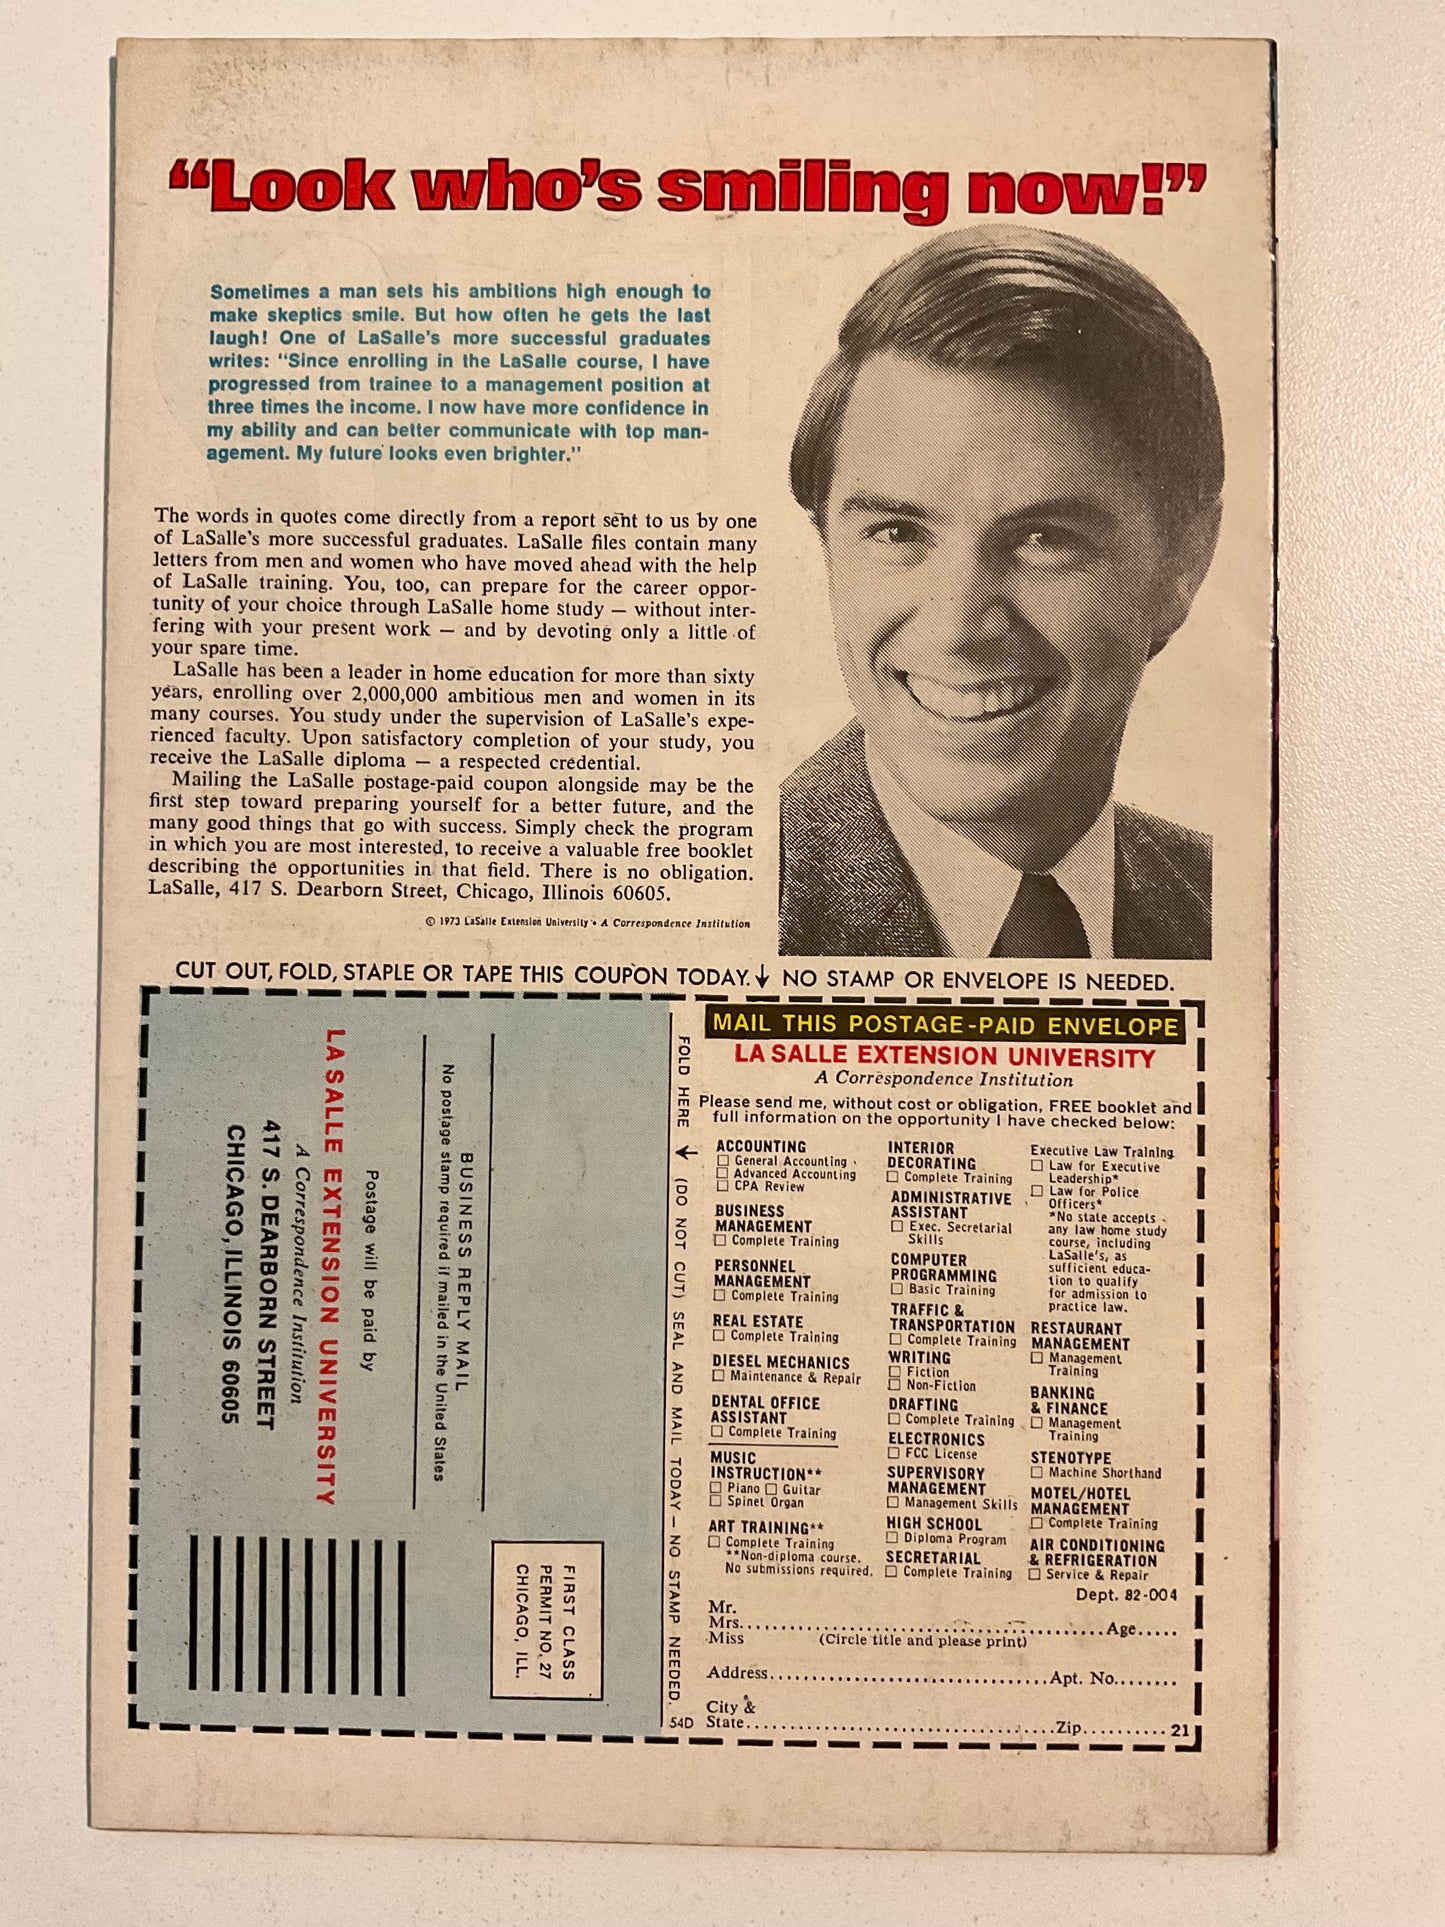 “Look who’s smiling now!”
Sometimes a man sets his ambitions high enough to
make skeptics smile. But how often he gets the last
laugh! One of LaSalle’s more successful graduates
writes: “Since enrolling in the LaSalle course, I have
progressed from trainee to a management position at
three times the income. I now have more confidence in
my ability and can better communicate with top man-
agement. My future looks even brighter.”
The words in quotes come directly from a report sent to us by one
of LaSalle’s more successful graduates. LaSalle files contain many
letters from men and women who have moved ahead with the help
of LaSalle training. You, too, can prepare for the career oppor-
tunity of your choice through LaSalle home study — without inter-
fering with your present work — and by devoting only a little of
your spare time.
LaSalle has been a leader in home education for more than sixty
years, enrolling over 2,000,000 ambitious men and women in its
many courses. You study under the supervision of LaSalle’s expe-
rienced faculty. Upon satisfactory completion of your study, you
receive the LaSalle diploma — a respected credential.
Mailing the LaSalle postage-paid coupon alongside may be the
first step toward preparing yourself for a better future, and the
many good things that go with success. Simply check the program
in which you are most interested, to receive a valuable free booklet
describing the opportunities in that field. There is no obligation.
LaSalle, 417 S. Dearborn Street, Chicago, Illinois 60605.
© 1973 LaSalle Extension University • A Correspondence Institution
CUT OUT, FOLD, STAPLE OR TAPE THIS COUPON TODAY.↓ NO STAMP OR ENVELOPE IS NEEDED.
FIRST CLASS
PERMIT NO. 27
CHICAGO, ILL.
BUSINESS REPLY MAIL
No postage stamp required if mailed in the United States
Postage will be paid by
LA SALLE EXTENSION UNIVERSITY
A Correspondence Institution
417 S. DEARBORN STREET
CHICAGO, ILLINOIS 60605
FOLD HERE ↓ (DO NOT CUT) SEAL AND MAIL TODAY — NO STAMP NEEDED.
54D
MAIL THIS POSTAGE-PAID ENVELOPE
LA SALLE EXTENSION UNIVERSITY
A Correspondence Institution
Please send me, without cost or obligation, FREE booklet and
full information on the opportunity I have checked below:
ACCOUNTING
☐ General Accounting
☐ Advanced Accounting
☐ CPA Review
BUSINESS
MANAGEMENT
☐ Complete Training
PERSONNEL
MANAGEMENT
☐ Complete Training
REAL ESTATE
☐ Complete Training
DIESEL MECHANICS
☐ Maintenance & Repair
DENTAL OFFICE
ASSISTANT
☐ Complete Training
MUSIC
INSTRUCTION**
☐ Piano ☐ Guitar
☐ Spinet Organ
ART TRAINING**
☐ Complete Training
**Non-diploma course.
No submissions required.
INTERIOR
DECORATING
☐ Complete Training
ADMINISTRATIVE
ASSISTANT
☐ Exec. Secretarial
Skills
COMPUTER
PROGRAMMING
☐ Basic Training
TRAFFIC &
TRANSPORTATION
☐ Complete Training
WRITING
☐ Fiction
☐ Non-Fiction
DRAFTING
☐ Complete Training
ELECTRONICS
☐ FCC License
SUPERVISORY
MANAGEMENT
☐ Management Skills
HIGH SCHOOL
☐ Diploma Program
SECRETARIAL
☐ Complete Training
Executive Law Training
☐ Law for Executive
Leadership*
☐ Law for Police
Officers*
*No state accepts
any law home study
course, including
LaSalle's, as
sufficient educa-
tion to qualify
for admission to
practice law.
RESTAURANT
MANAGEMENT
☐ Management
Training
BANKING
& FINANCE
☐ Management
Training
STENOTYPE
☐ Machine Shorthand
MOTEL/HOTEL
MANAGEMENT
☐ Complete Training
AIR CONDITIONING
& REFRIGERATION
☐ Service & Repair
Dept. 82-004
Mr.
Mrs. Age
Miss (Circle title and please print)
Address Apt. No.
City &
State Zip 21